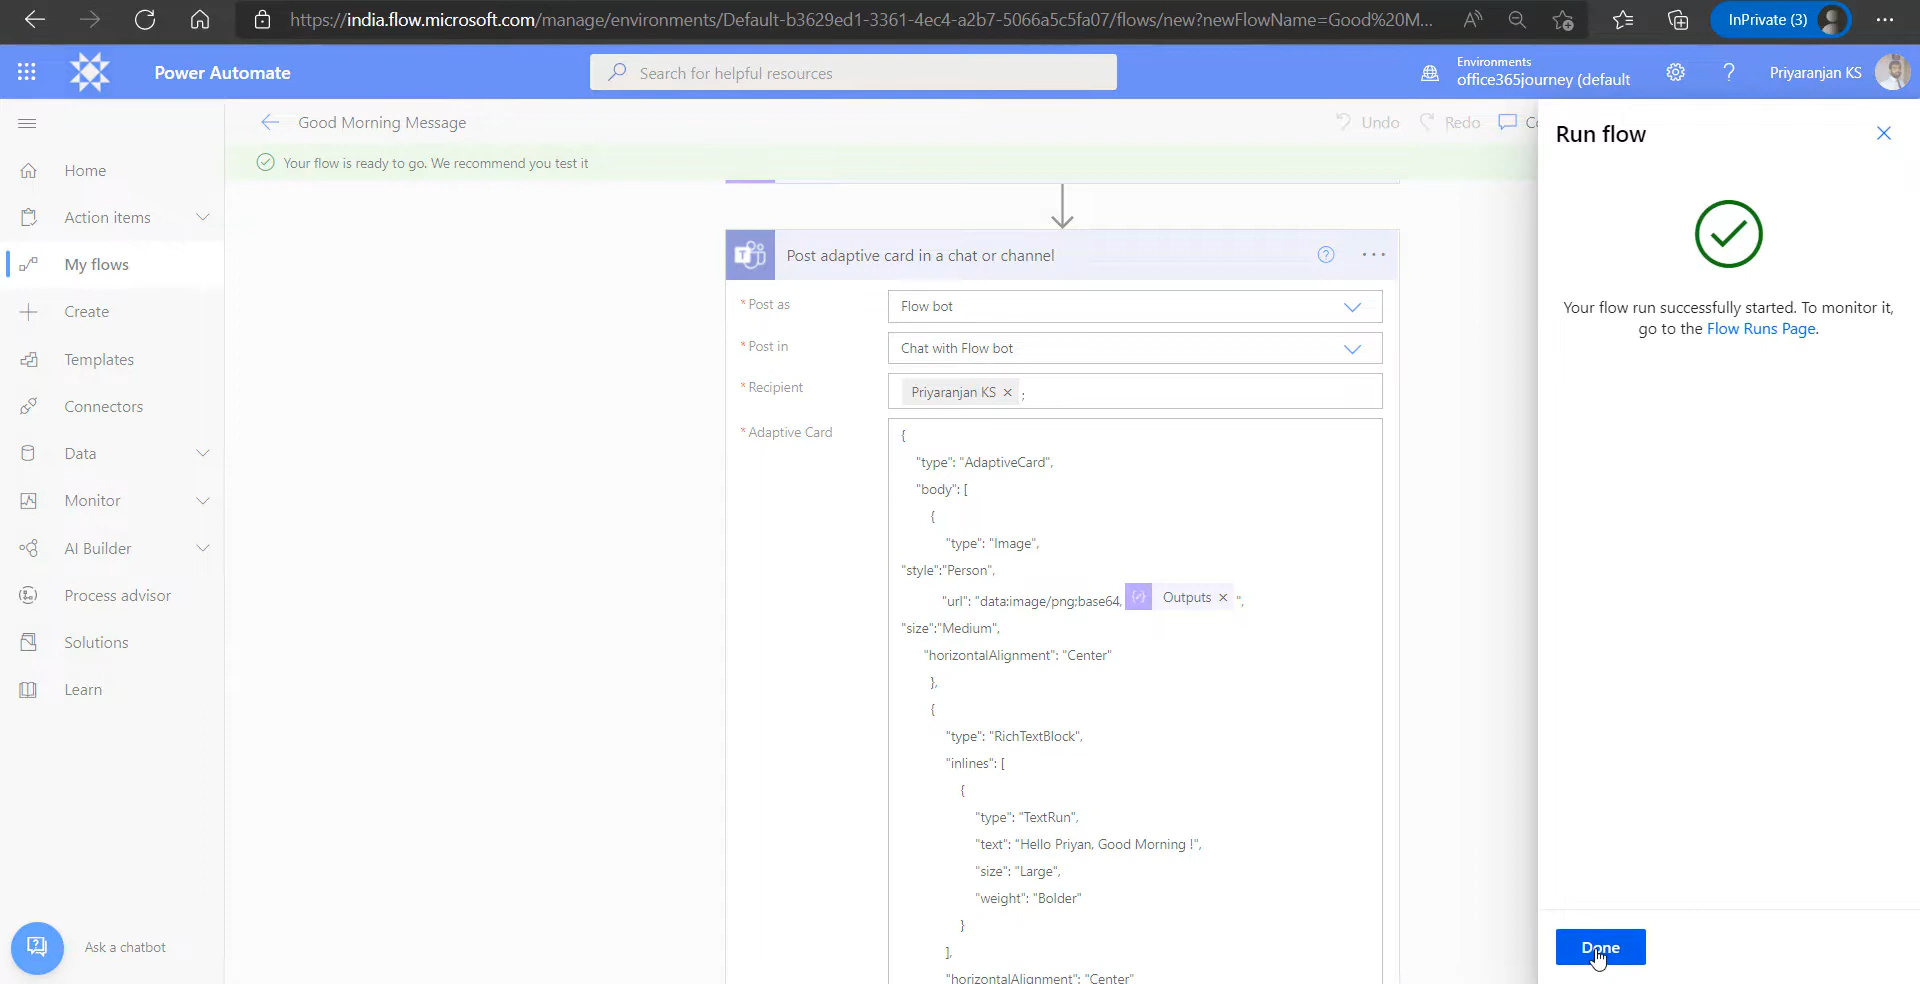 https://india.flow.microsoft.com/manage/environments/Default-b3629ed1-3361-4ec4-a2b7-5066a5c5fa07/flows/new?newFlowName=Good%20M...
InPrivate (3)
Power Automate
Search for helpful resources
Environments
office365journey (default
Priyaranjan KS
Good Morning Message
Undo
Redo
Your flow is ready to go. We recommend you test it
Home
Action items
My flows
Create
Templates
Connectors
Data
Monitor
AI Builder
Process advisor
Solutions
Learn
Ask a chatbot
Post adaptive card in a chat or channel
* Post as
Flow bot
* Post in
Chat with Flow bot
* Recipient
Priyaranjan KS × ;
* Adaptive Card
{
"type": "AdaptiveCard",
"body": [
{
"type": "Image",
"style":"Person",
"url": "data:image/png;base64, Outputs × ",
"size":"Medium",
"horizontalAlignment": "Center"
},
{
"type": "RichTextBlock",
"inlines": [
{
"type": "TextRun",
"text": "Hello Priyan, Good Morning !",
"size": "Large",
"weight": "Bolder"
}
],
"horizontalAlignment": "Center"
Run flow
Your flow run successfully started. To monitor it,
go to the Flow Runs Page.
Done